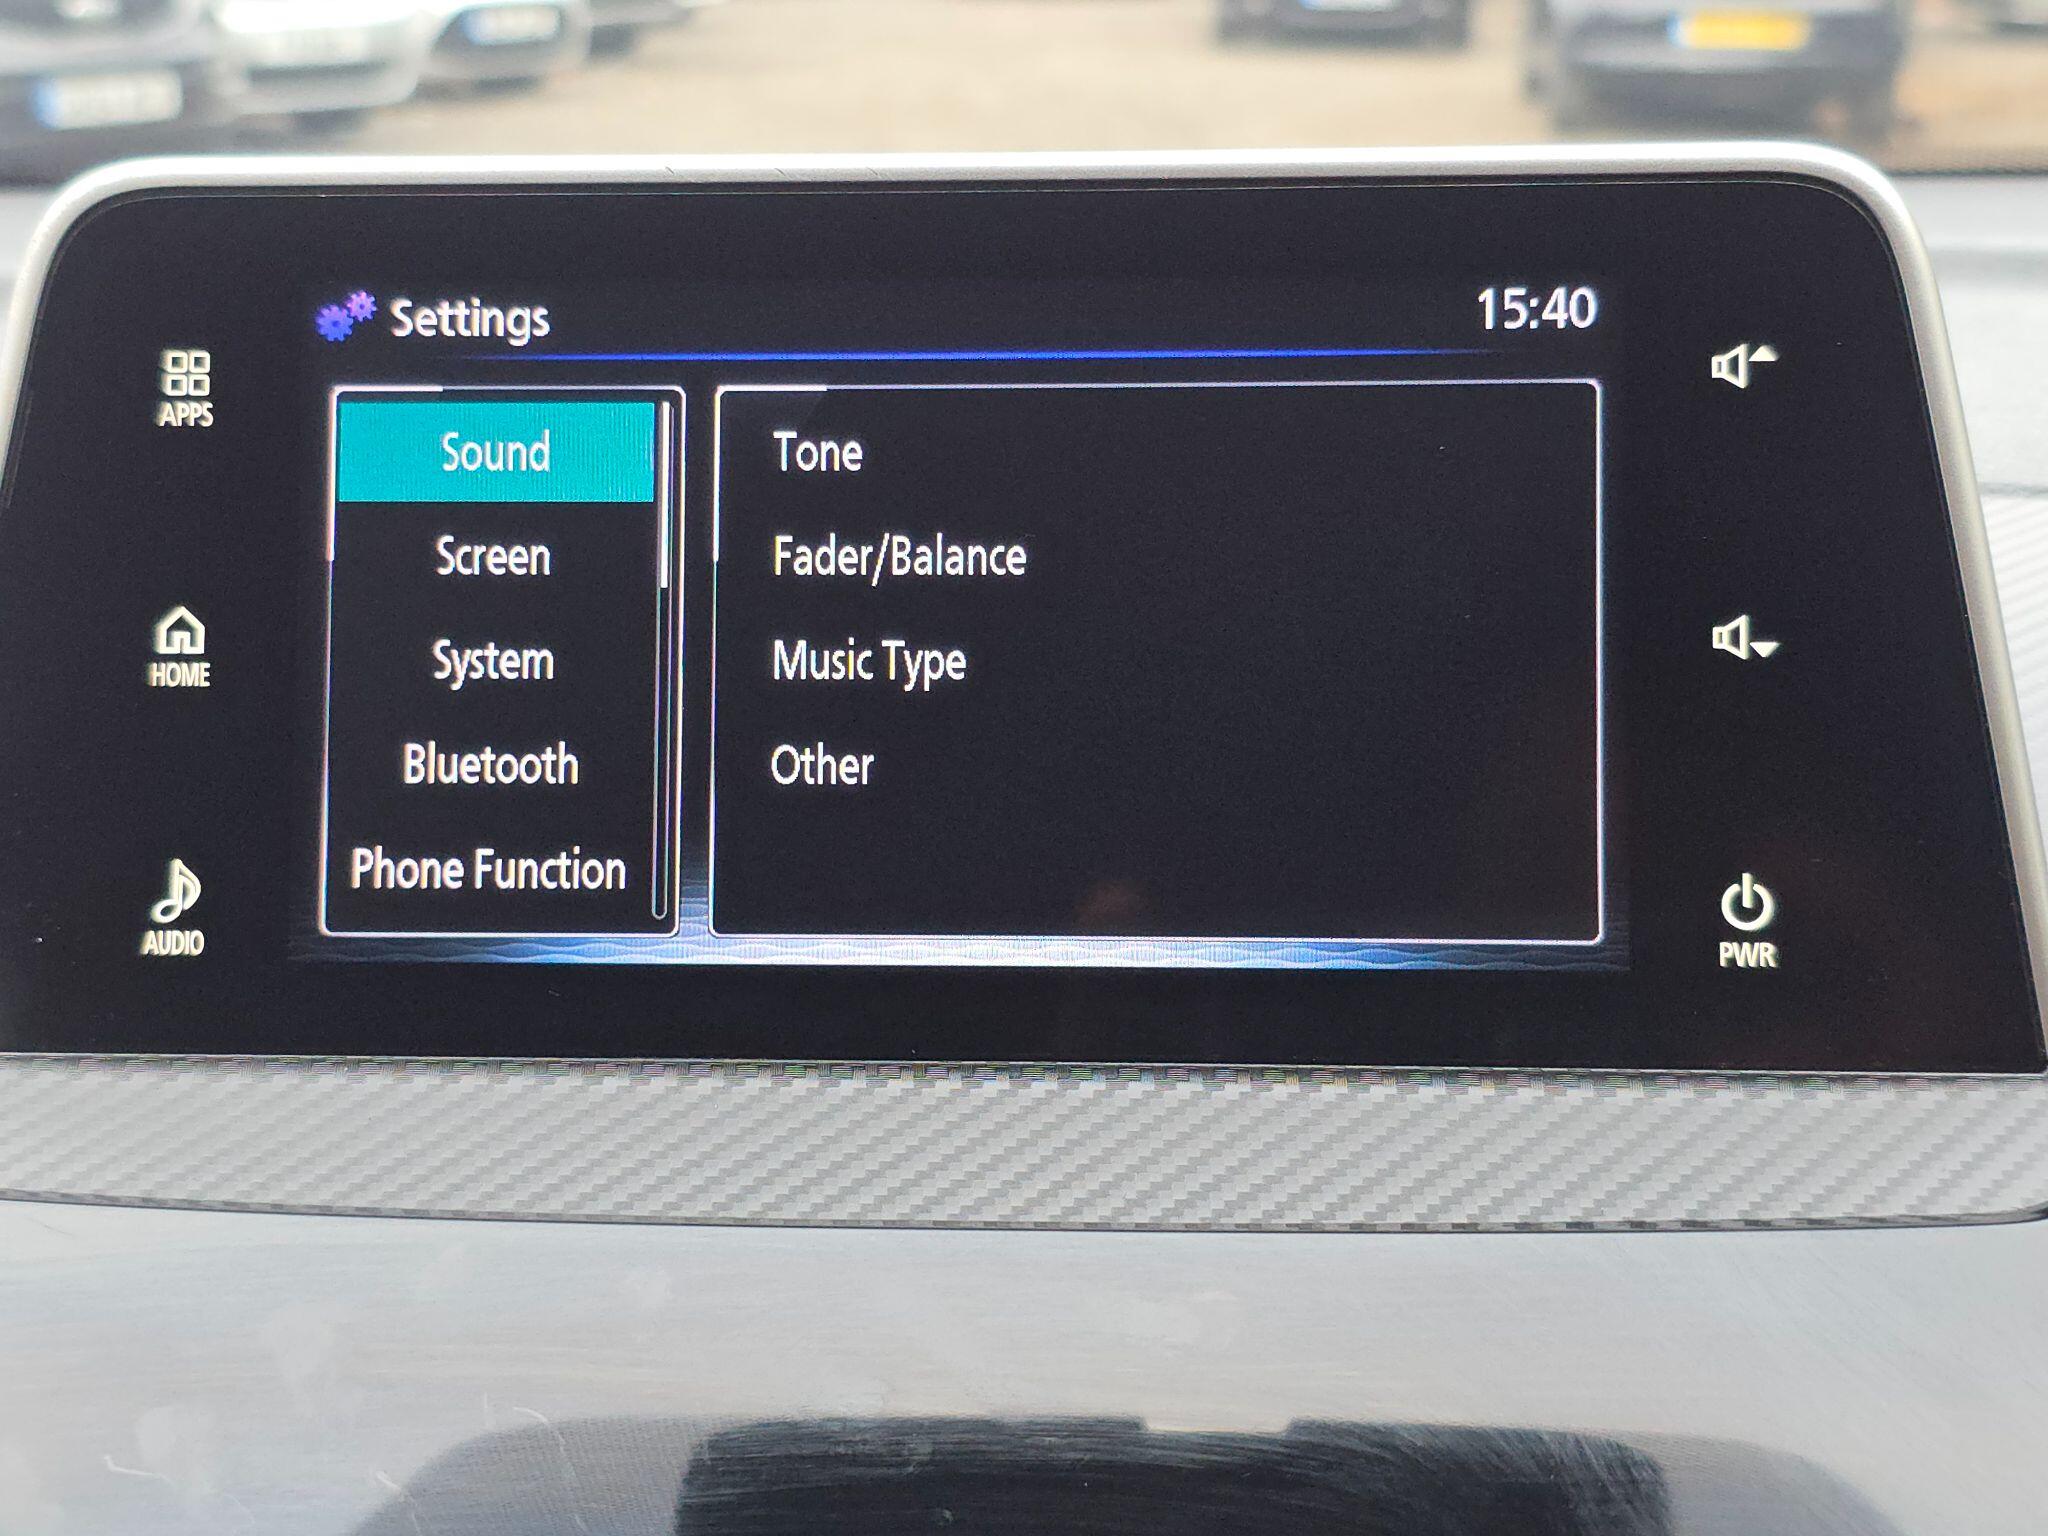 Settings
15:40
APPS
HOME
AUDIO
Sound
Screen
System
Bluetooth
Phone Function
Tone
Fader/Balance
Music Type
Other
PWR